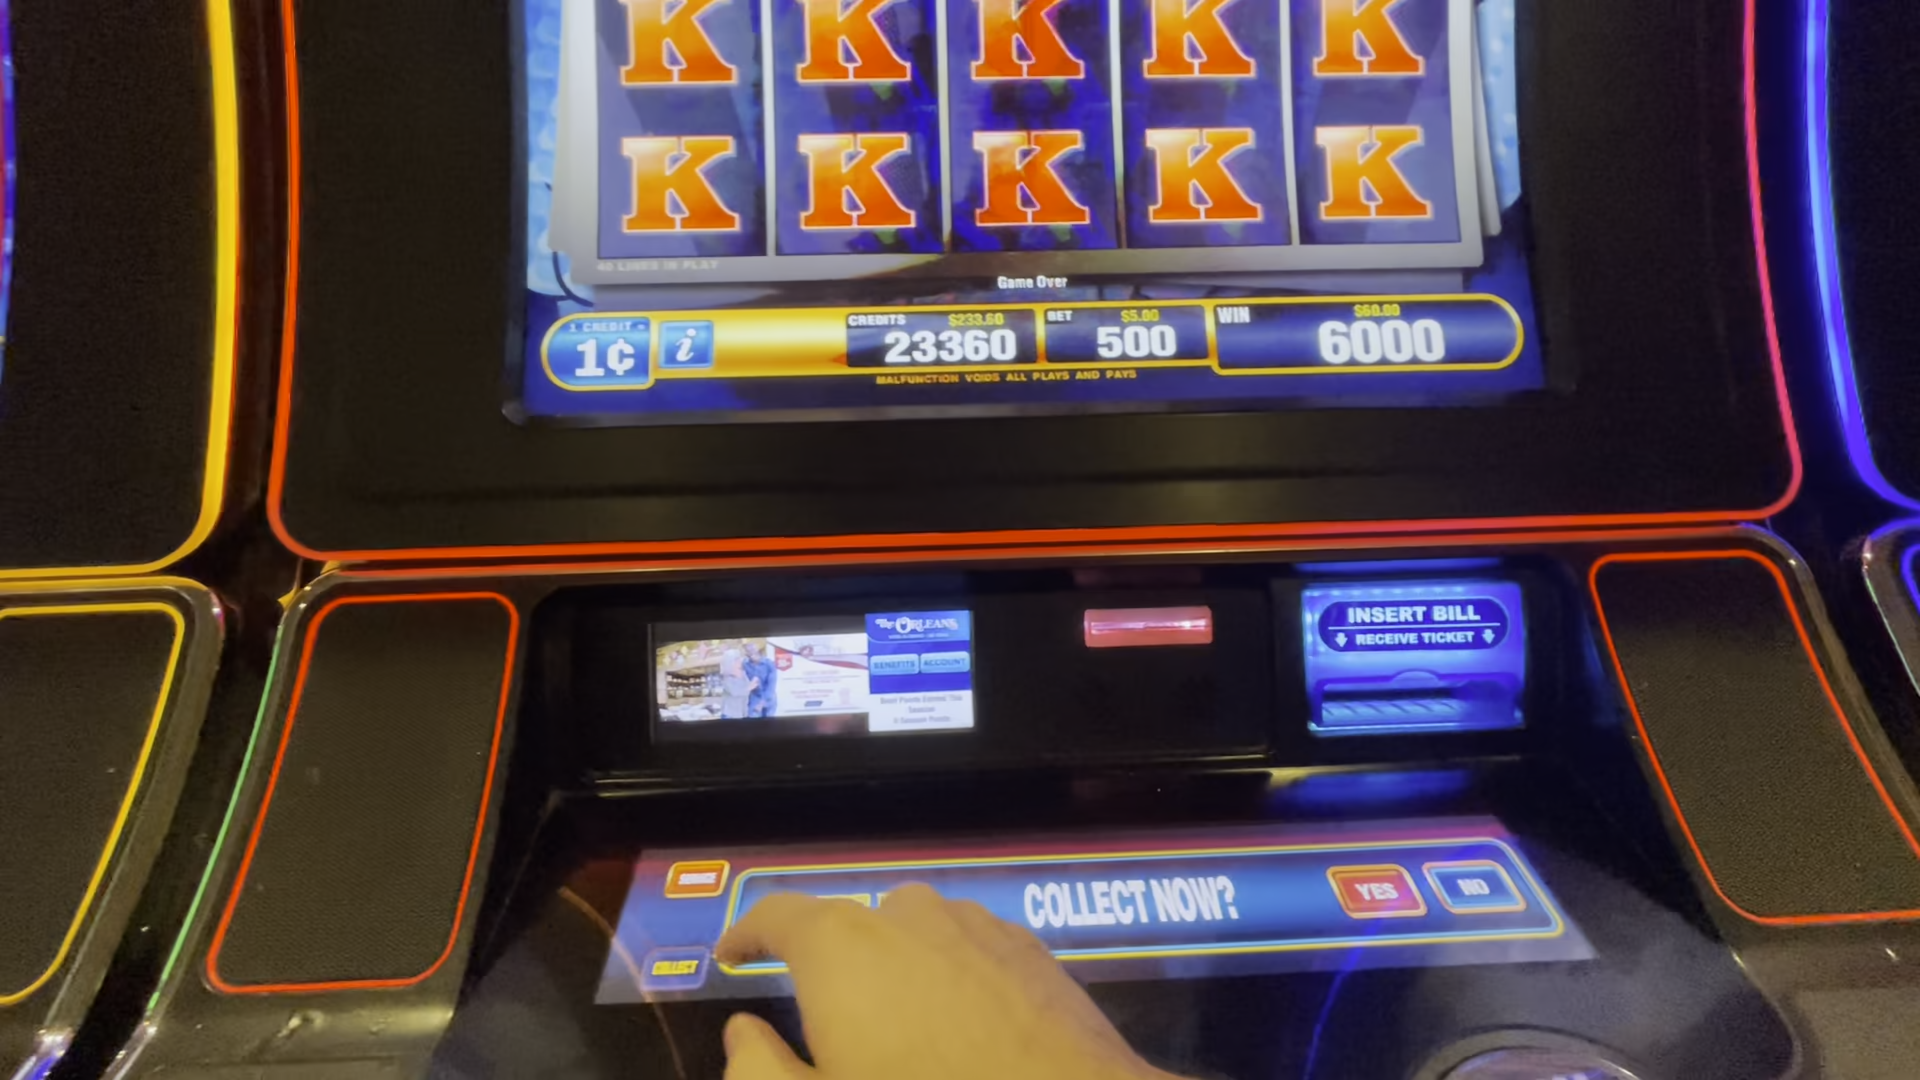 K K K K K
K K K K K
40 LINES IN PLAY
Game Over
1 CREDIT =
1¢
i
CREDITS $233.60
23360
BET $5.00
500
WIN $60.00
6000
MALFUNCTION VOIDS ALL PLAYS AND PAYS
The ORLEANS
BENEFITS ACCOUNT
INSERT BILL
RECEIVE TICKET
SERVICE
COLLECT NOW?
YES
NO
COLLECT